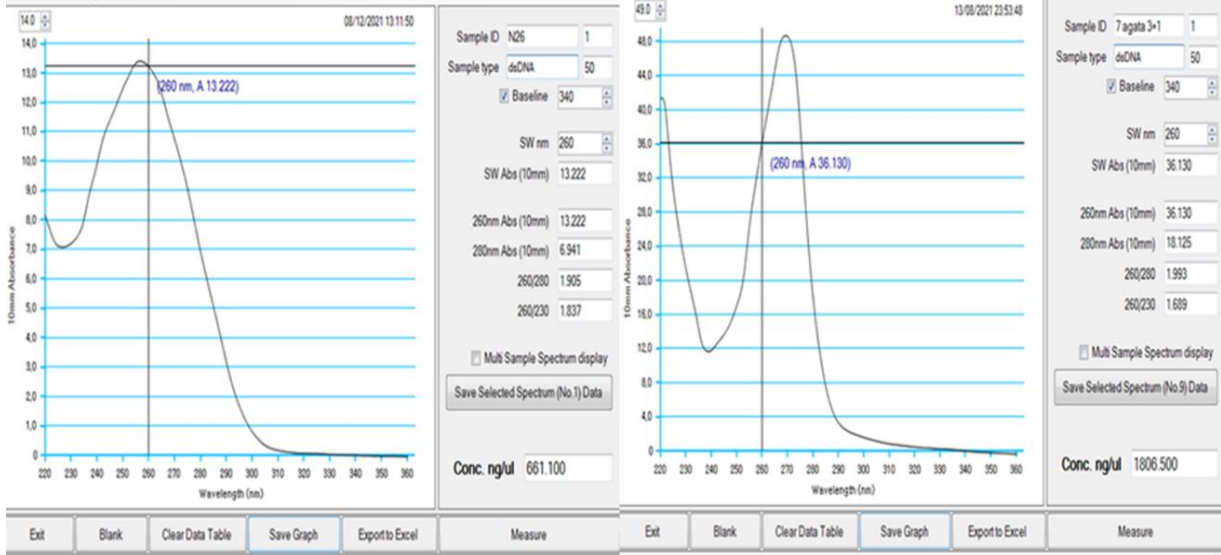 14.0
08/12/2021 13:11:50
14,0
13,0
12,0
11,0
10,0
9,0
8,0
7,0
6,0
5,0
4,0
3,0
2,0
1,0
0
10mm Absorbance
(260 nm, A 13.222)
220 230 240 250 260 270 280 290 300 310 320 330 340 350 360
Wavelength (nm)
Sample ID N26 1
Sample type dsDNA 50
Baseline 340
SW nm 260
SW Abs (10mm) 13.222
260nm Abs (10mm) 13.222
280nm Abs (10mm) 6.941
260/280 1.905
260/230 1.837
Multi Sample Spectrum display
Save Selected Spectrum (No.1) Data
Conc. ng/ul 661.100
Exit Blank Clear Data Table Save Graph Export to Excel Measure
49.0
13/08/2021 23:53:48
48,0
44,0
40,0
36,0
32,0
28,0
24,0
20,0
16,0
12,0
8,0
4,0
0
10mm Absorbance
(260 nm, A 36.130)
220 230 240 250 260 270 280 290 300 310 320 330 340 350 360
Wavelength (nm)
Sample ID 7 agata 3+1 1
Sample type dsDNA 50
Baseline 340
SW nm 260
SW Abs (10mm) 36.130
260nm Abs (10mm) 36.130
280nm Abs (10mm) 18.125
260/280 1.993
260/230 1.689
Multi Sample Spectrum display
Save Selected Spectrum (No.9) Data
Conc. ng/ul 1806.500
Exit Blank Clear Data Table Save Graph Export to Excel Measure